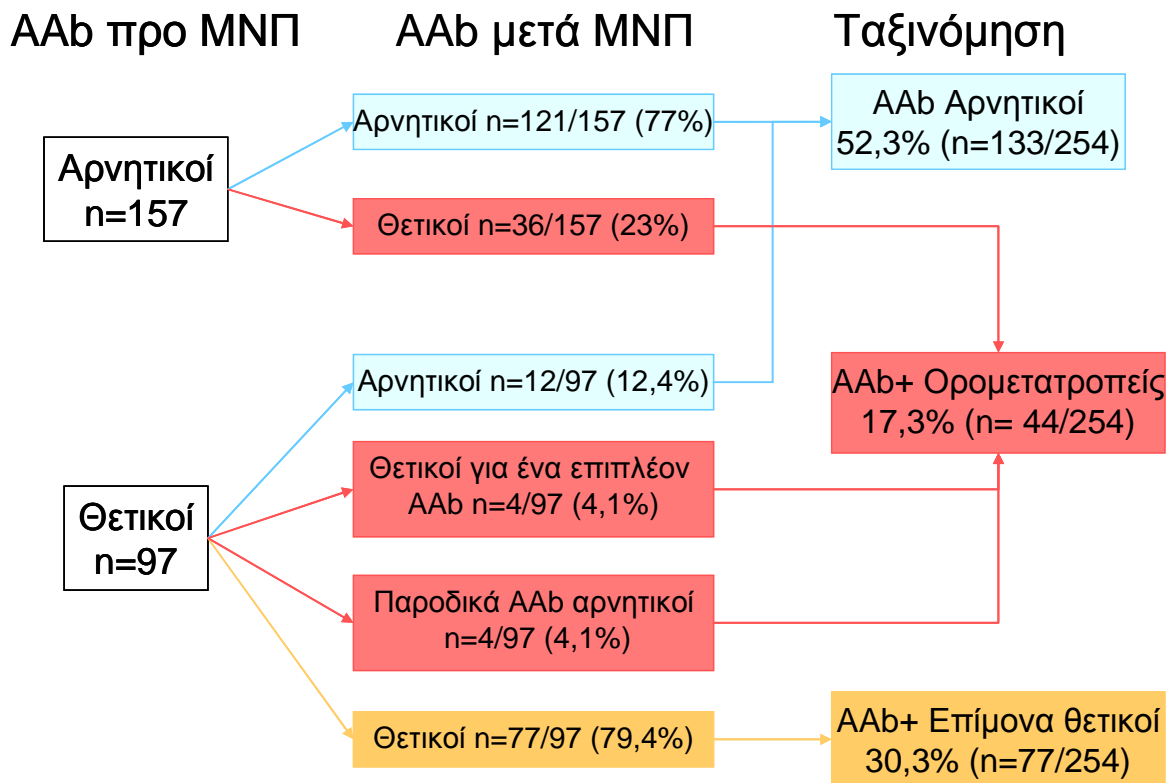 AAb προ ΜΝΠ
AAb μετά ΜΝΠ
Ταξινόμηση
Αρνητικοί
n=157
Αρνητικοί n=121/157 (77%)
Θετικοί n=36/157 (23%)
AAb Αρνητικοί
52,3% (n=133/254)
Θετικοί
n=97
Αρνητικοί n=12/97 (12,4%)
Θετικοί για ένα επιπλέον
AAb n=4/97 (4,1%)
Παροδικά AAb αρνητικοί
n=4/97 (4,1%)
Θετικοί n=77/97 (79,4%)
AAb+ Ορομετατροπείς
17,3% (n= 44/254)
AAb+ Επίμονα θετικοί
30,3% (n=77/254)